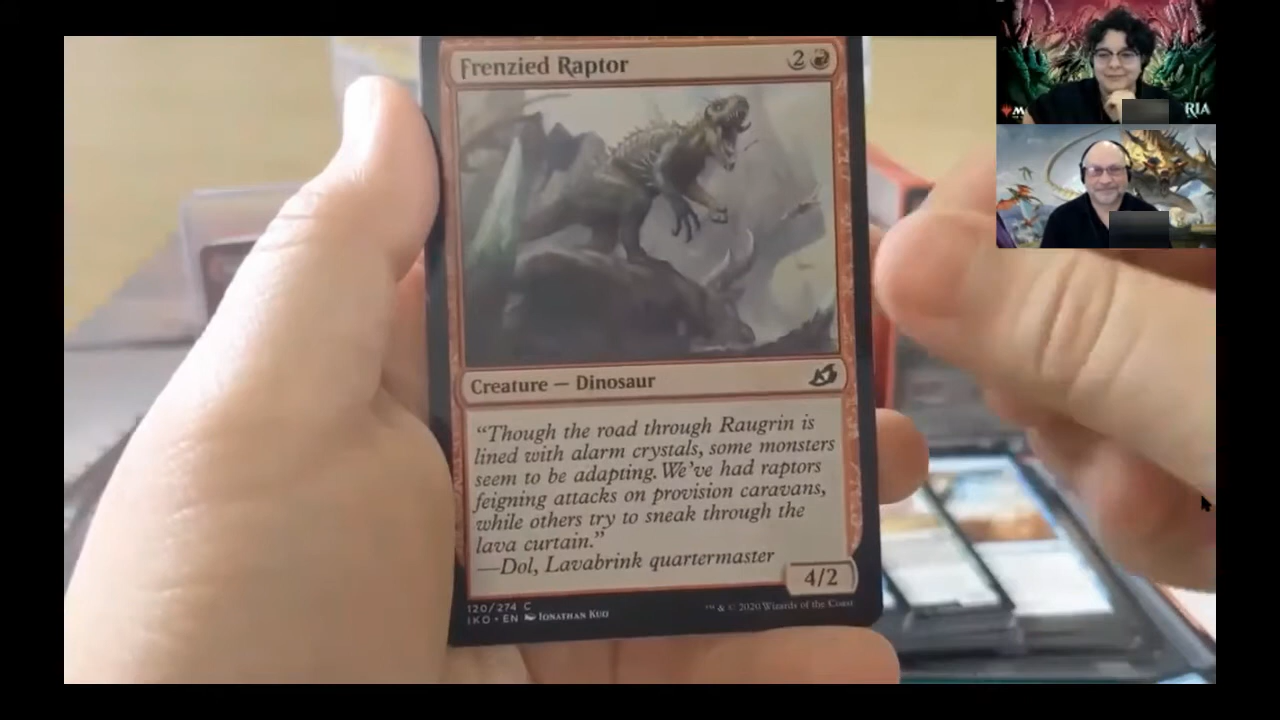 Frenzied Raptor 2
Creature — Dinosaur
“Though the road through Raugrin is
lined with alarm crystals, some monsters
seem to be adapting. We’ve had raptors
feigning attacks on provision caravans,
while others try to sneak through the
lava curtain.”
—Dol, Lavabrink quartermaster
4/2
120/274 C
IKO • EN Jonathan Kuo
™ & © 2020 Wizards of the Coast
M
RIA